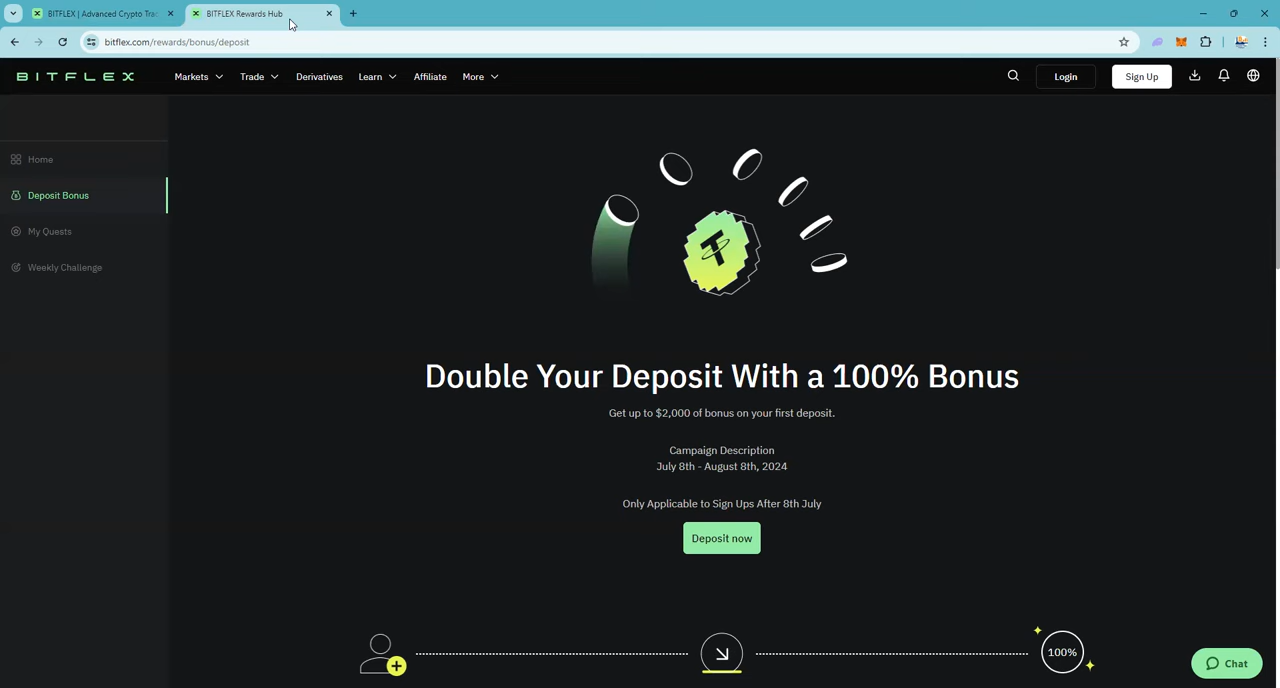 BITFLEX | Advanced Crypto Tra
BITFLEX Rewards Hub
bitflex.com/rewards/bonus/deposit
BITFLEX
Markets
Trade
Derivatives
Learn
Affiliate
More
Login
Sign Up
Home
Deposit Bonus
My Quests
Weekly Challenge
Double Your Deposit With a 100% Bonus
Get up to $2,000 of bonus on your first deposit.
Campaign Description
July 8th - August 8th, 2024
Only Applicable to Sign Ups After 8th July
Deposit now
100%
Chat